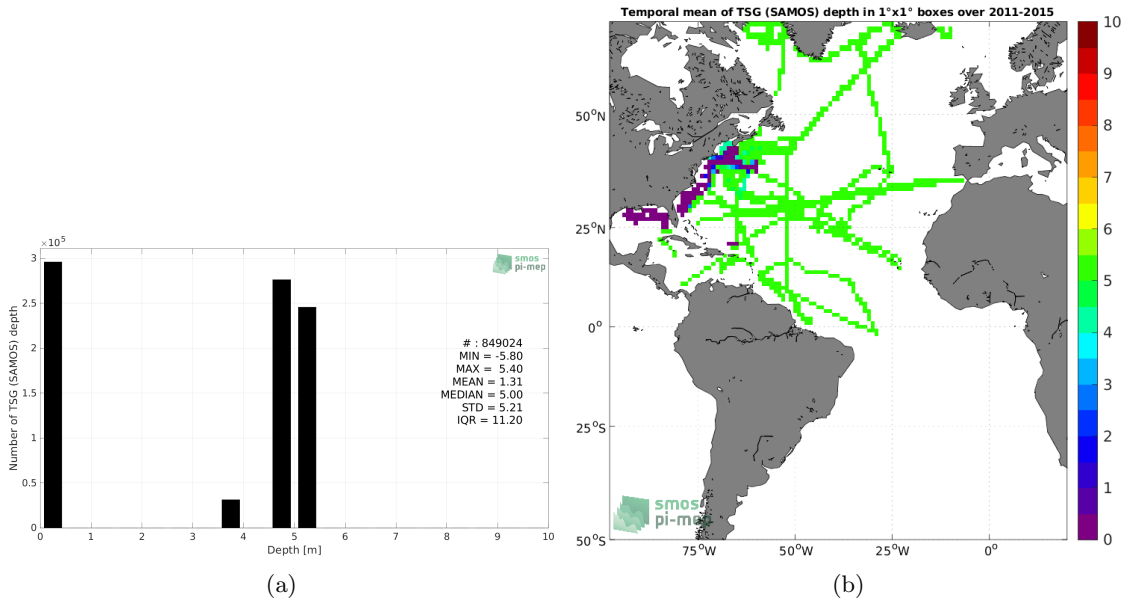 ×10⁵
3
2.5
2
1.5
1
0.5
0
Number of TSG (SAMOS) depth
smos
pi-mep
# : 849024
MIN = -5.80
MAX = 5.40
MEAN = 1.31
MEDIAN = 5.00
STD = 5.21
IQR = 11.20
0 1 2 3 4 5 6 7 8 9 10
Depth [m]
(a)
Temporal mean of TSG (SAMOS) depth in 1°x1° boxes over 2011-2015
50°N
25°N
0°
25°S
50°S
75°W 50°W 25°W 0°
smos
pi-mep
10
9
8
7
6
5
4
3
2
1
0
(b)